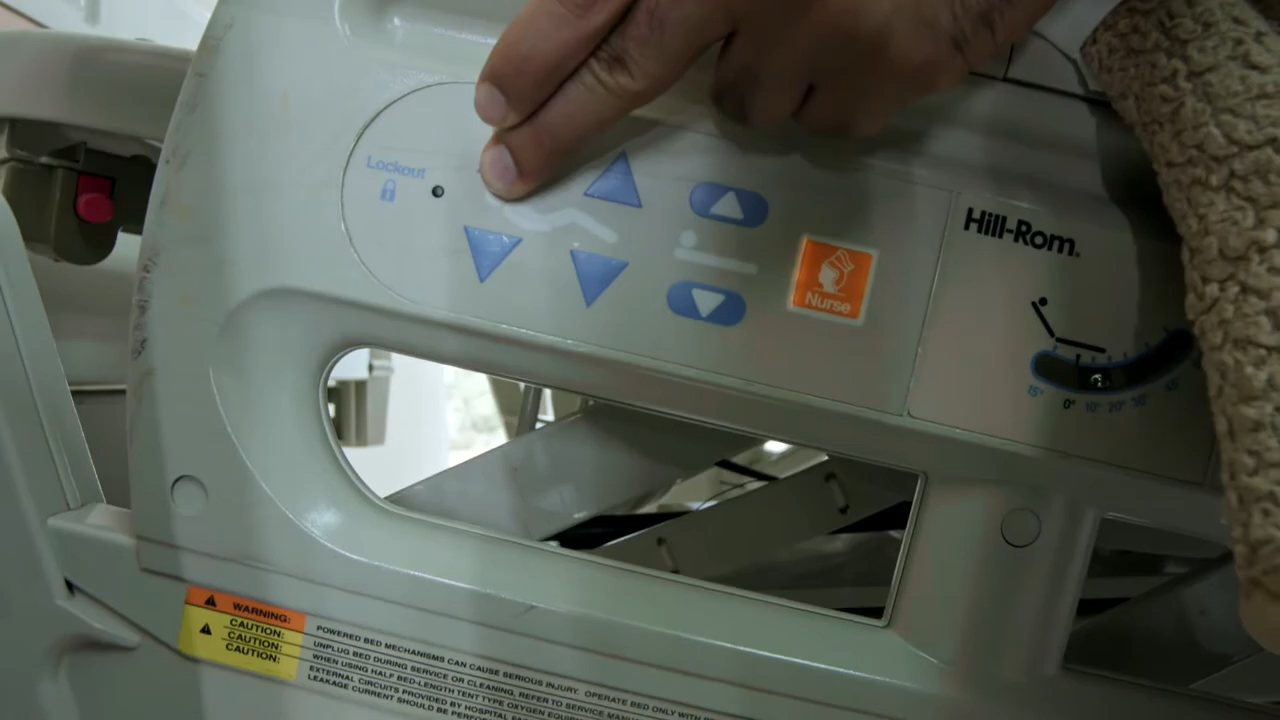 Lockout
Nurse
Hill-Rom
15° 0° 10° 20° 45°
WARNING:
CAUTION:
CAUTION:
CAUTION:
POWERED BED MECHANISMS CAN CAUSE SERIOUS INJURY. OPERATE BED ONLY WITH
UNPLUG BED DURING SERVICE OR CLEANING, REFER TO SERVICE
WHEN USING HALF BED-LENGTH TENT TYPE OXYGEN
EXTERNAL CIRCUITS PROVIDED BY HOSPITAL
LEAKAGE CURRENT SHOULD BE